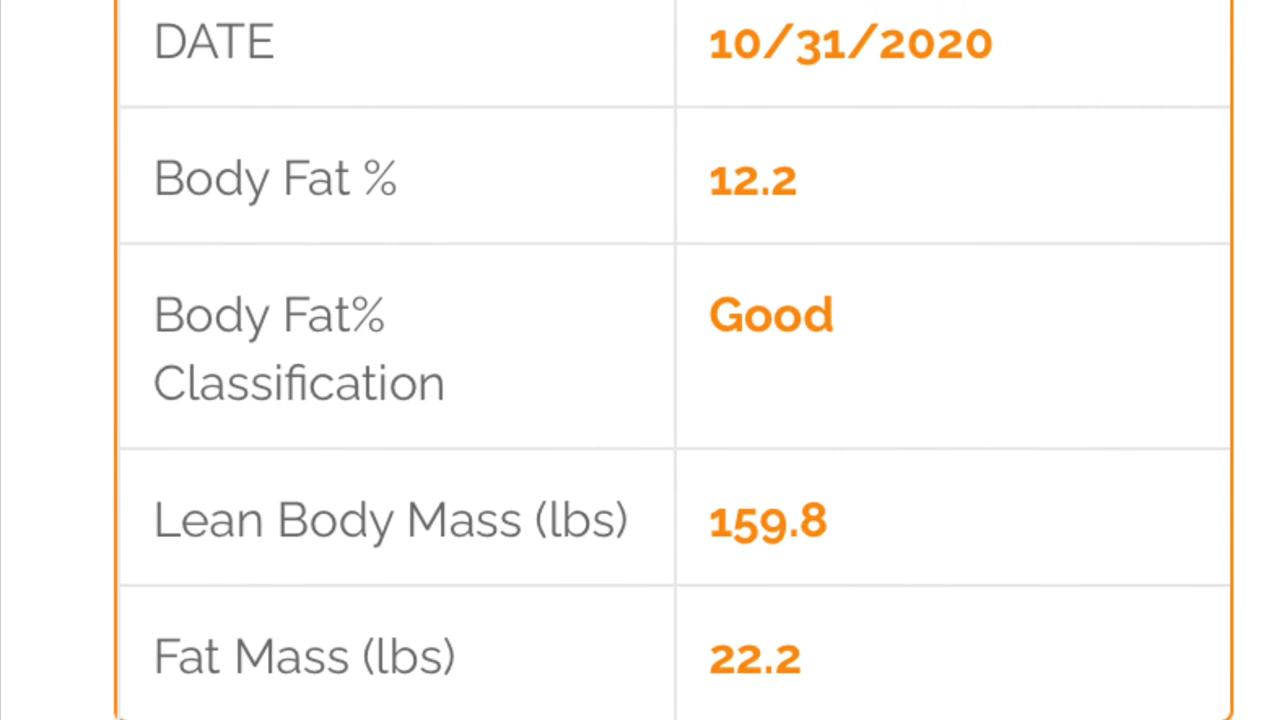 DATE 10/31/2020
Body Fat % 12.2
Body Fat% Good
Classification
Lean Body Mass (lbs) 159.8
Fat Mass (lbs) 22.2